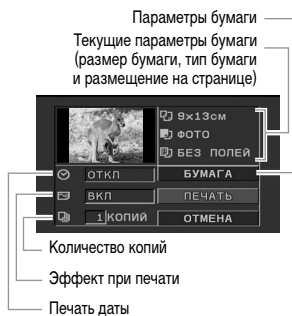 Параметры бумаги
Текущие параметры бумаги
(размер бумаги, тип бумаги
и размещение на странице)
9x13см
ФОТО
БЕЗ ПОЛЕЙ
ОТКЛ
БУМАГА
ВКЛ
ПЕЧАТЬ
1 КОПИЙ
ОТМЕНА
Количество копий
Эффект при печати
Печать даты